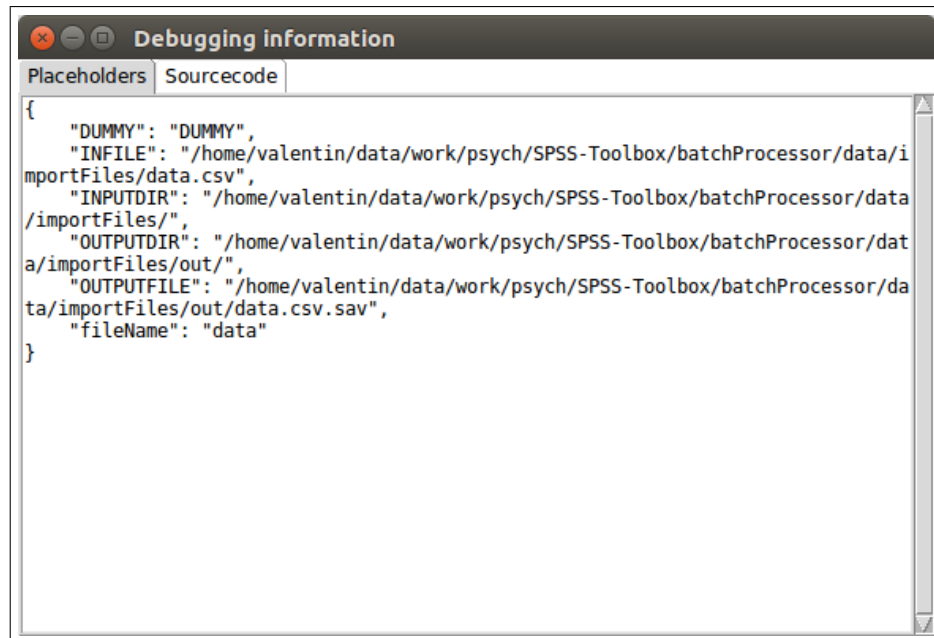 Debugging information
Placeholders Sourcecode
{
    "DUMMY": "DUMMY",
    "INFILE": "/home/valentin/data/work/psych/SPSS-Toolbox/batchProcessor/data/i
mportFiles/data.csv",
    "INPUTDIR": "/home/valentin/data/work/psych/SPSS-Toolbox/batchProcessor/data
/importFiles/",
    "OUTPUTDIR": "/home/valentin/data/work/psych/SPSS-Toolbox/batchProcessor/dat
a/importFiles/out/",
    "OUTPUTFILE": "/home/valentin/data/work/psych/SPSS-Toolbox/batchProcessor/da
ta/importFiles/out/data.csv.sav",
    "fileName": "data"
}